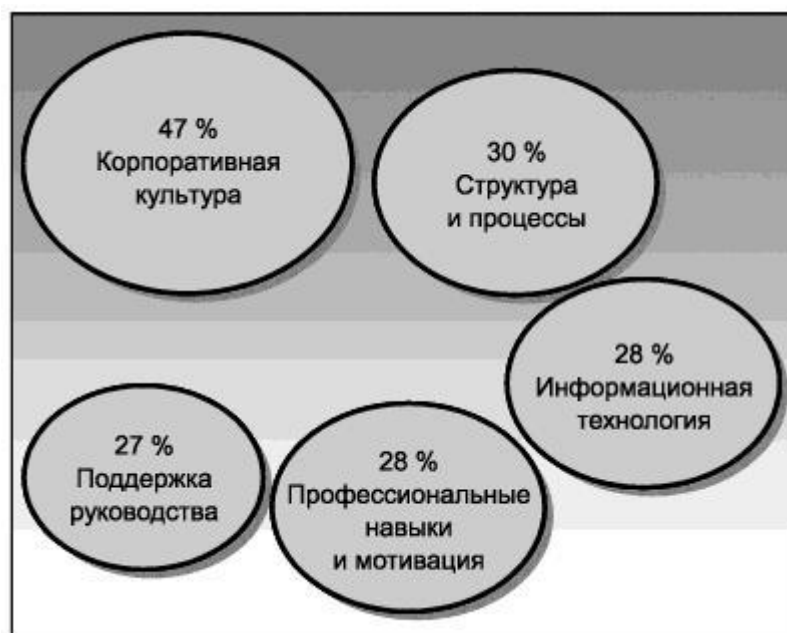 47 %
Корпоративная
культура
30 %
Структура
и процессы
28 %
Информационная
технология
27 %
Поддержка
руководства
28 %
Профессиональные
навыки
и мотивация